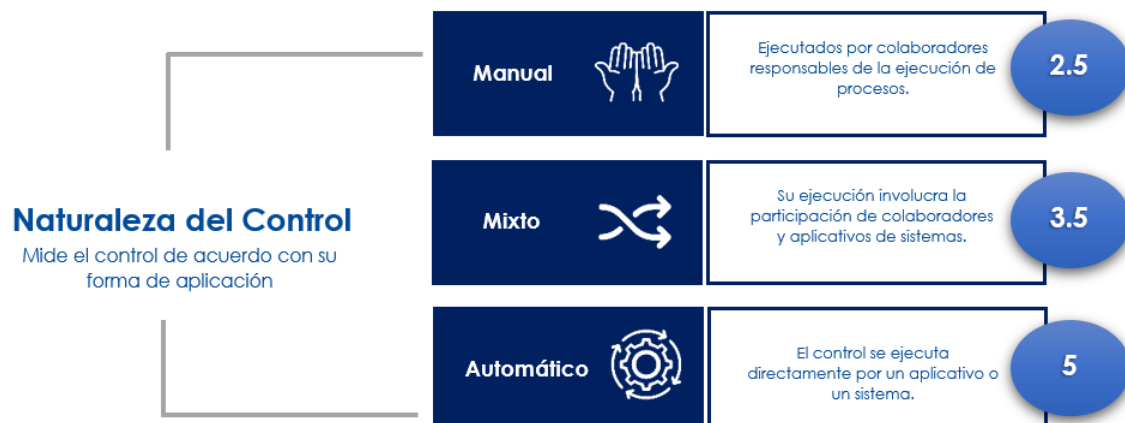 Manual
Ejecutados por colaboradores
responsables de la ejecución de
procesos.
2.5
Naturaleza del Control
Mide el control de acuerdo con su
forma de aplicación
Mixto
Su ejecución involucra la
participación de colaboradores
y aplicativos de sistemas.
3.5
Automático
El control se ejecuta
directamente por un aplicativo o
un sistema.
5